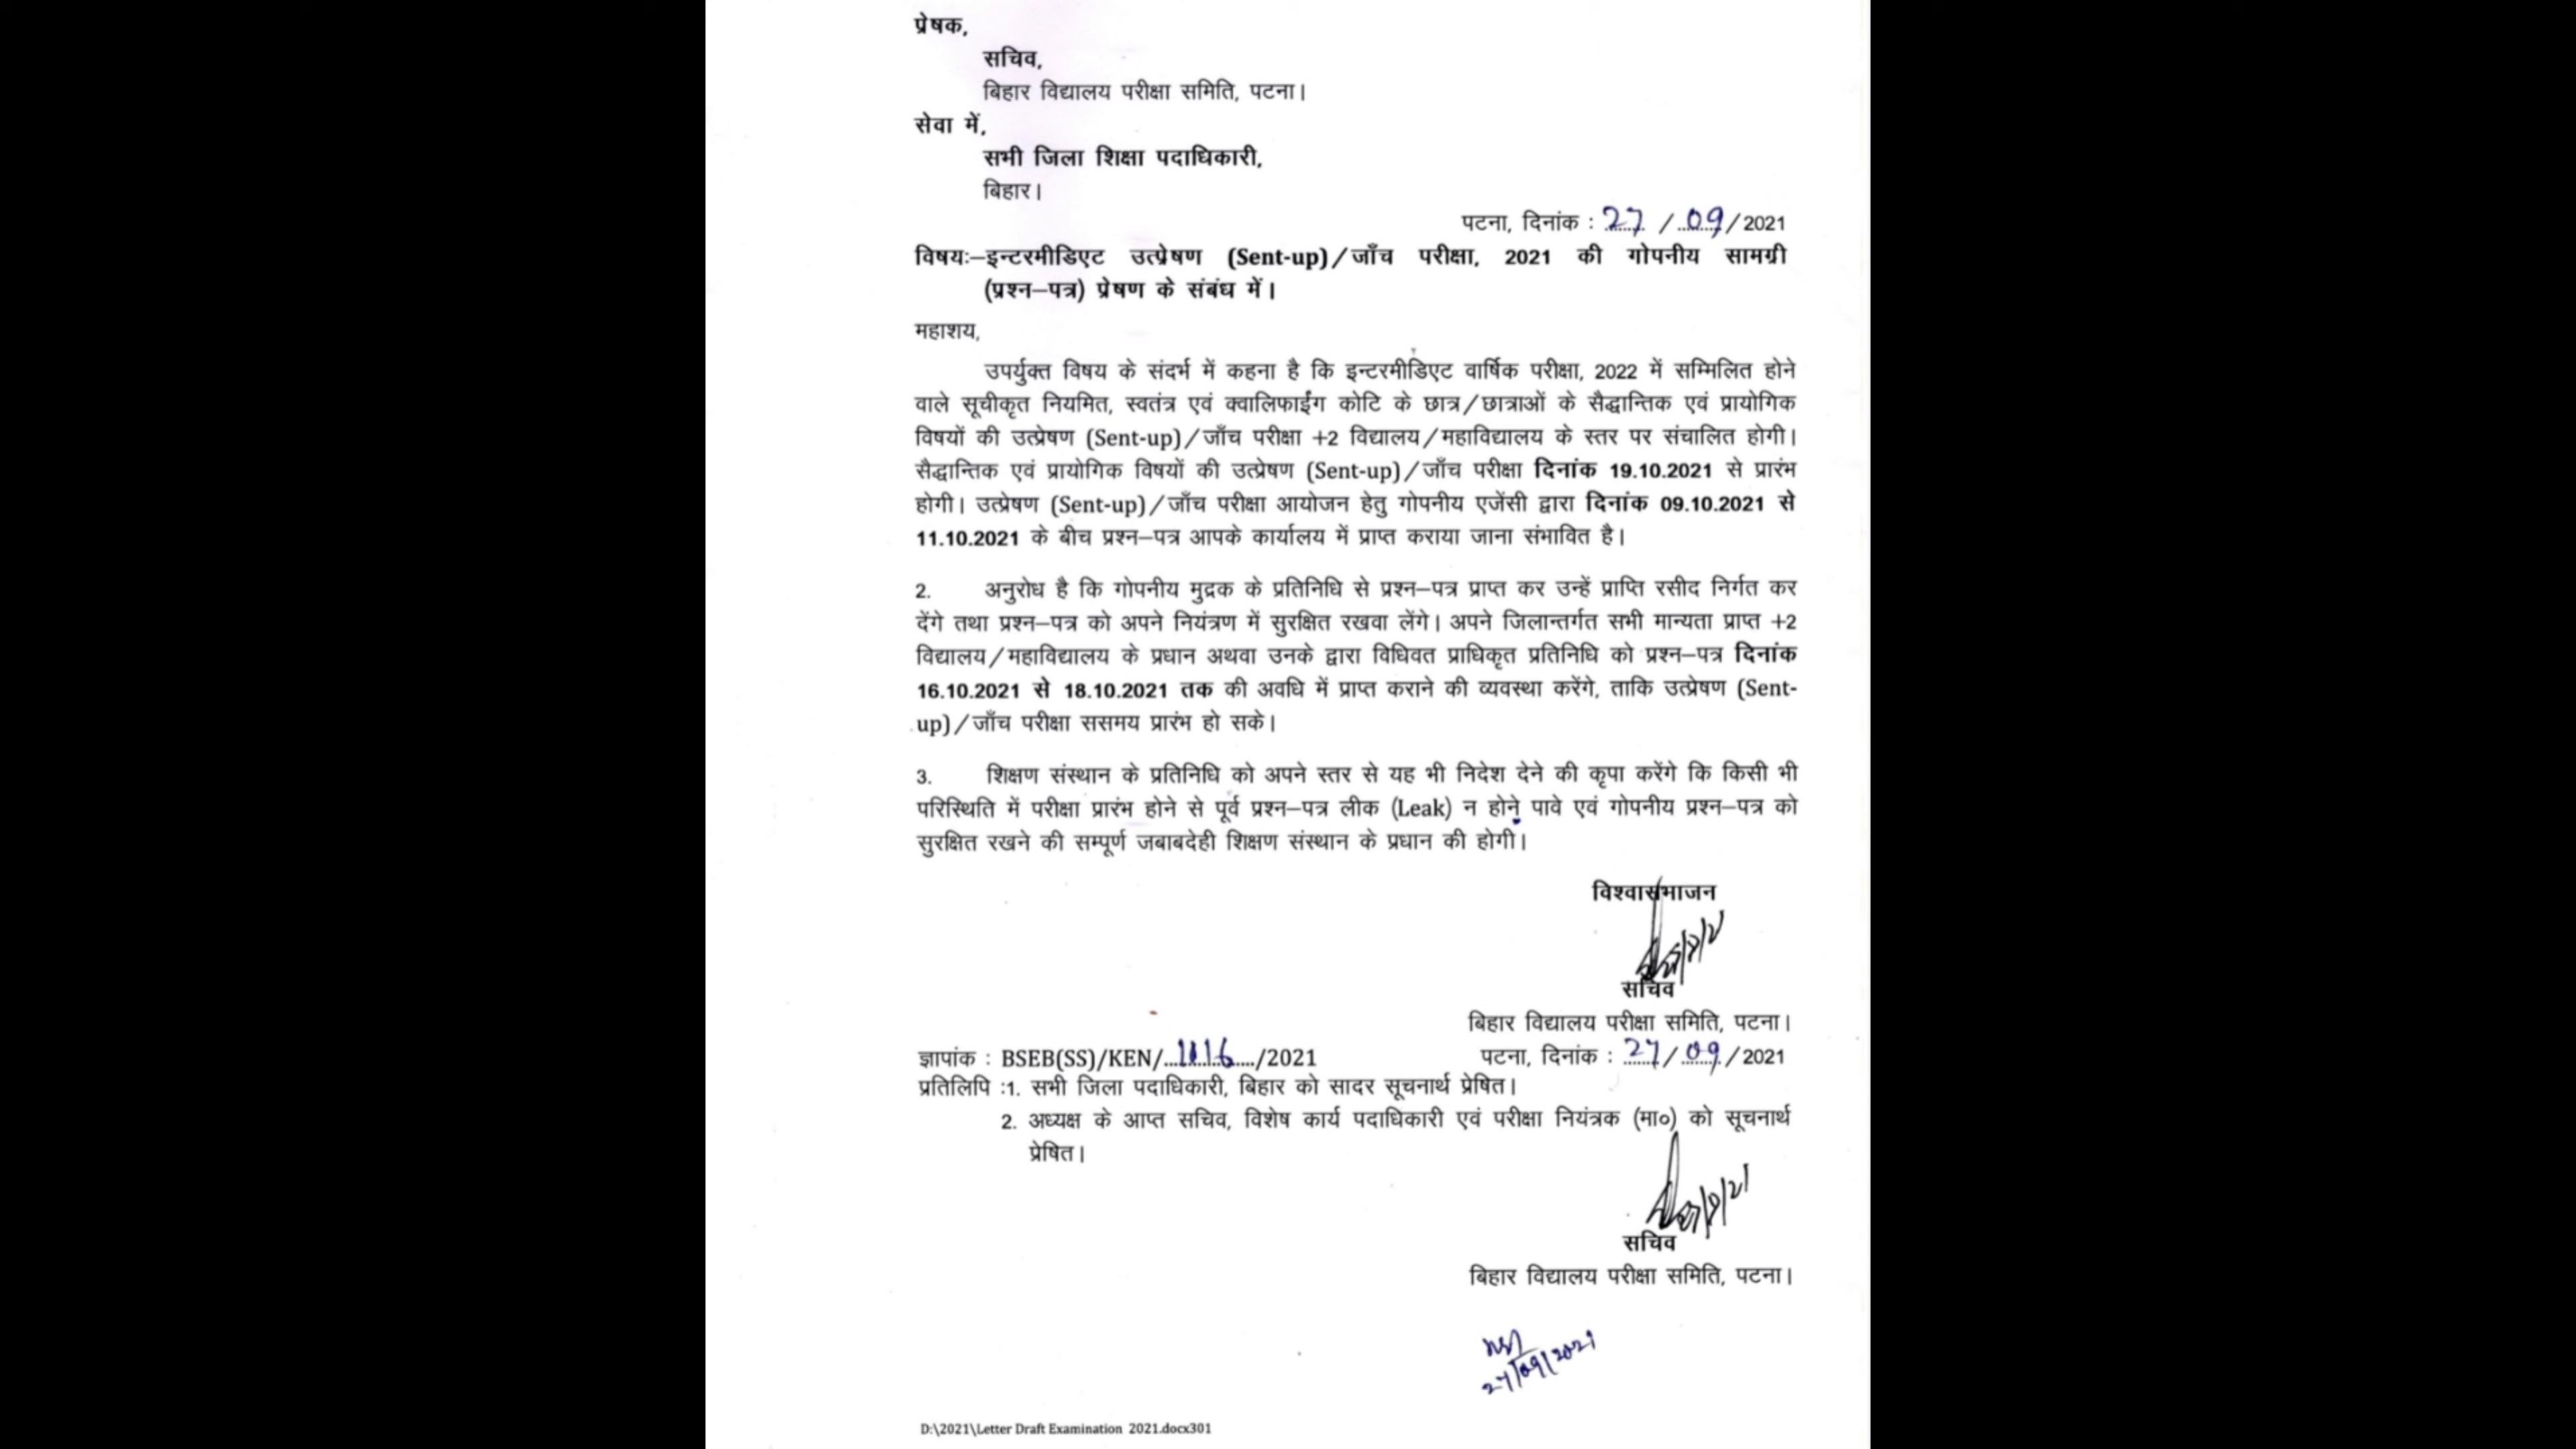 प्रेषक,
सचिव,
बिहार विद्यालय परीक्षा समिति, पटना।
सेवा में,
सभी जिला शिक्षा पदाधिकारी,
बिहार।
पटना, दिनांक : 27 / 09 / 2021
विषयः–इन्टरमीडिएट उत्प्रेषण (Sent-up)/जाँच परीक्षा, 2021 की गोपनीय सामग्री
(प्रश्न–पत्र) प्रेषण के संबंध में।
महाशय,
उपर्युक्त विषय के संदर्भ में कहना है कि इन्टरमीडिएट वार्षिक परीक्षा, 2022 में सम्मिलित होने
वाले सूचीकृत नियमित, स्वतंत्र एवं क्वालिफाईंग कोटि के छात्र/छात्राओं के सैद्धान्तिक एवं प्रायोगिक
विषयों की उत्प्रेषण (Sent-up)/जाँच परीक्षा +2 विद्यालय/महाविद्यालय के स्तर पर संचालित होगी।
सैद्धान्तिक एवं प्रायोगिक विषयों की उत्प्रेषण (Sent-up)/जाँच परीक्षा दिनांक 19.10.2021 से प्रारंभ
होगी। उत्प्रेषण (Sent-up)/जाँच परीक्षा आयोजन हेतु गोपनीय एजेंसी द्वारा दिनांक 09.10.2021 से
11.10.2021 के बीच प्रश्न–पत्र आपके कार्यालय में प्राप्त कराया जाना संभावित है।
2. अनुरोध है कि गोपनीय मुद्रक के प्रतिनिधि से प्रश्न–पत्र प्राप्त कर उन्हें प्राप्ति रसीद निर्गत कर
देंगे तथा प्रश्न–पत्र को अपने नियंत्रण में सुरक्षित रखवा लेंगे। अपने जिलान्तर्गत सभी मान्यता प्राप्त +2
विद्यालय/महाविद्यालय के प्रधान अथवा उनके द्वारा विधिवत प्राधिकृत प्रतिनिधि को प्रश्न–पत्र दिनांक
16.10.2021 से 18.10.2021 तक की अवधि में प्राप्त कराने की व्यवस्था करेंगे, ताकि उत्प्रेषण (Sent-
up)/जाँच परीक्षा ससमय प्रारंभ हो सके।
3. शिक्षण संस्थान के प्रतिनिधि को अपने स्तर से यह भी निदेश देने की कृपा करेंगे कि किसी भी
परिस्थिति में परीक्षा प्रारंभ होने से पूर्व प्रश्न–पत्र लीक (Leak) न होने पावे एवं गोपनीय प्रश्न–पत्र को
सुरक्षित रखने की सम्पूर्ण जबाबदेही शिक्षण संस्थान के प्रधान की होगी।
विश्वासभाजन
सचिव
बिहार विद्यालय परीक्षा समिति, पटना।
ज्ञापांक : BSEB(SS)/KEN/...1116.../2021 पटना, दिनांक : 27 / 09 / 2021
प्रतिलिपि :1. सभी जिला पदाधिकारी, बिहार को सादर सूचनार्थ प्रेषित।
2. अध्यक्ष के आप्त सचिव, विशेष कार्य पदाधिकारी एवं परीक्षा नियंत्रक (मा०) को सूचनार्थ
प्रेषित।
सचिव
बिहार विद्यालय परीक्षा समिति, पटना।
27/09/2021
D:\2021\Letter Draft Examination 2021.docx301